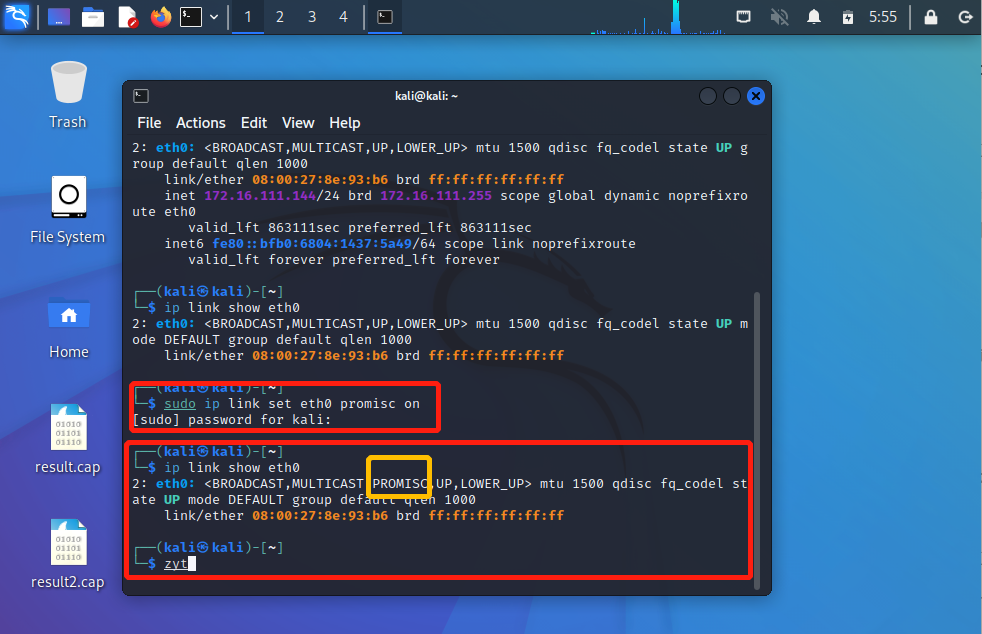 1 2 3 4 5:55
Trash
File System
Home
result.cap
result2.cap
kali@kali: ~
File Actions Edit View Help
2: eth0: <BROADCAST,MULTICAST,UP,LOWER_UP> mtu 1500 qdisc fq_codel state UP g
roup default qlen 1000
link/ether 08:00:27:8e:93:b6 brd ff:ff:ff:ff:ff:ff
inet 172.16.111.144/24 brd 172.16.111.255 scope global dynamic noprefixro
ute eth0
valid_lft 863111sec preferred_lft 863111sec
inet6 fe80::bfb0:6804:1437:5a49/64 scope link noprefixroute
valid_lft forever preferred_lft forever
┌──(kali㉿kali)-[~]
└─$ ip link show eth0
2: eth0: <BROADCAST,MULTICAST,UP,LOWER_UP> mtu 1500 qdisc fq_codel state UP m
ode DEFAULT group default qlen 1000
link/ether 08:00:27:8e:93:b6 brd ff:ff:ff:ff:ff:ff
┌──(kali㉿kali)-[~]
└─$ sudo ip link set eth0 promisc on
[sudo] password for kali:
┌──(kali㉿kali)-[~]
└─$ ip link show eth0
2: eth0: <BROADCAST,MULTICAST,PROMISC,UP,LOWER_UP> mtu 1500 qdisc fq_codel st
ate UP mode DEFAULT group default qlen 1000
link/ether 08:00:27:8e:93:b6 brd ff:ff:ff:ff:ff:ff
┌──(kali㉿kali)-[~]
└─$ zyt